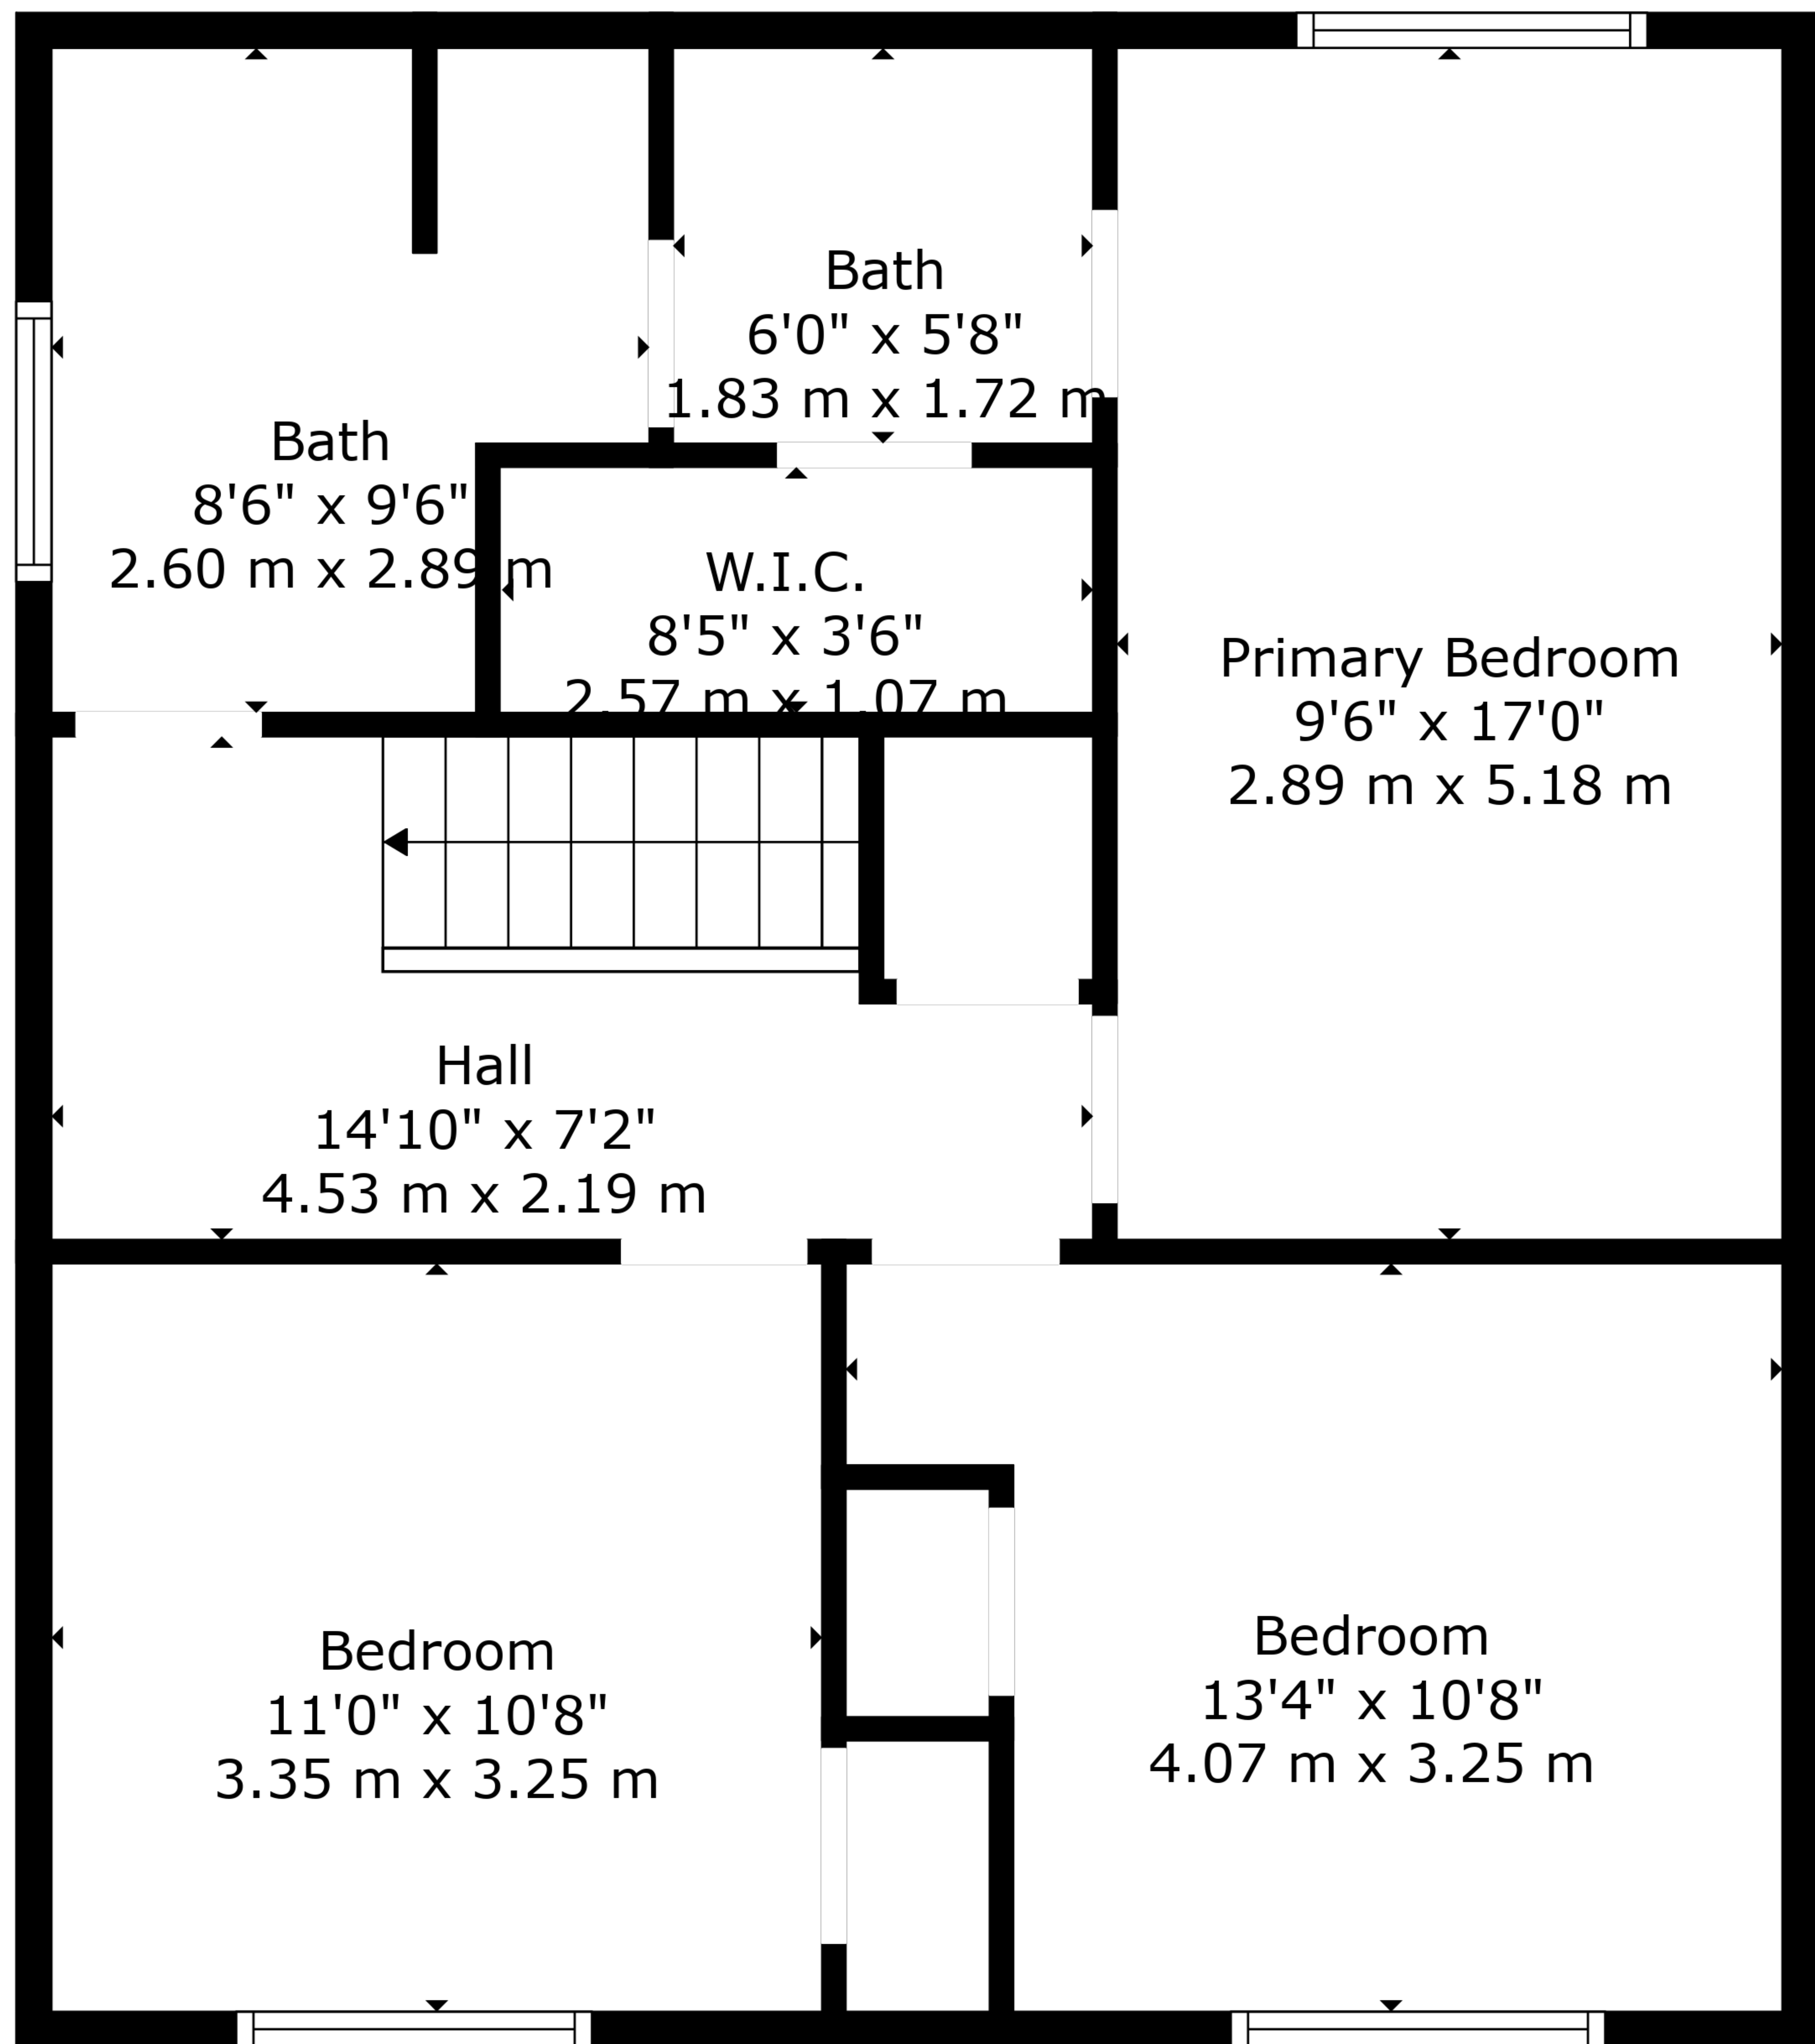 Bath
6'0" x 5'8"
1.83 m x 1.72 m
Bath
8'6" x 9'6"
2.60 m x 2.89 m
W.I.C.
8'5" x 3'6"
2.57 m x 1.07 m
Primary Bedroom
9'6" x 17'0"
2.89 m x 5.18 m
Hall
14'10" x 7'2"
4.53 m x 2.19 m
Bedroom
11'0" x 10'8"
3.35 m x 3.25 m
Bedroom
13'4" x 10'8"
4.07 m x 3.25 m